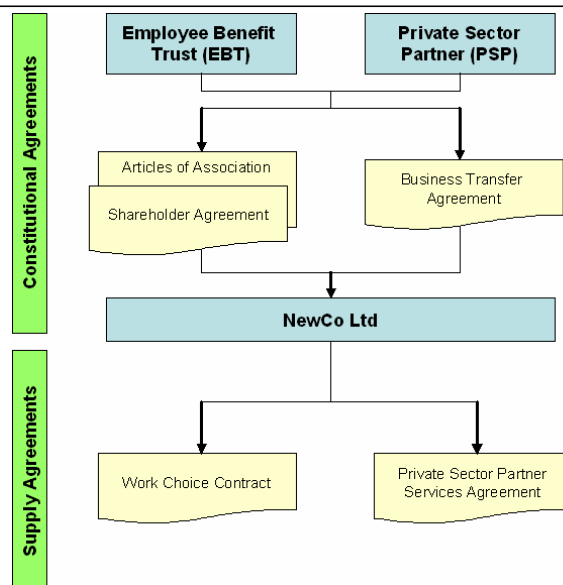 Constitutional Agreements
Employee Benefit
Trust (EBT)
Private Sector
Partner (PSP)
Articles of Association
Shareholder Agreement
Business Transfer
Agreement
NewCo Ltd
Supply Agreements
Work Choice Contract
Private Sector Partner
Services Agreement